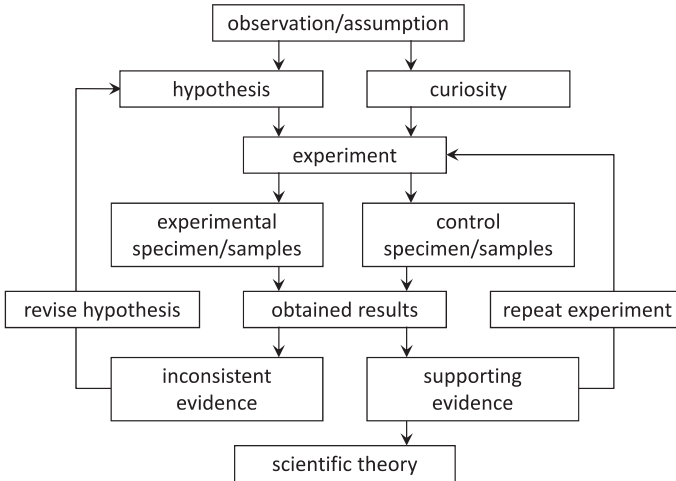 observation/assumption
hypothesis
curiosity
experiment
experimental
specimen/samples
control
specimen/samples
revise hypothesis
obtained results
repeat experiment
inconsistent
evidence
supporting
evidence
scientific theory